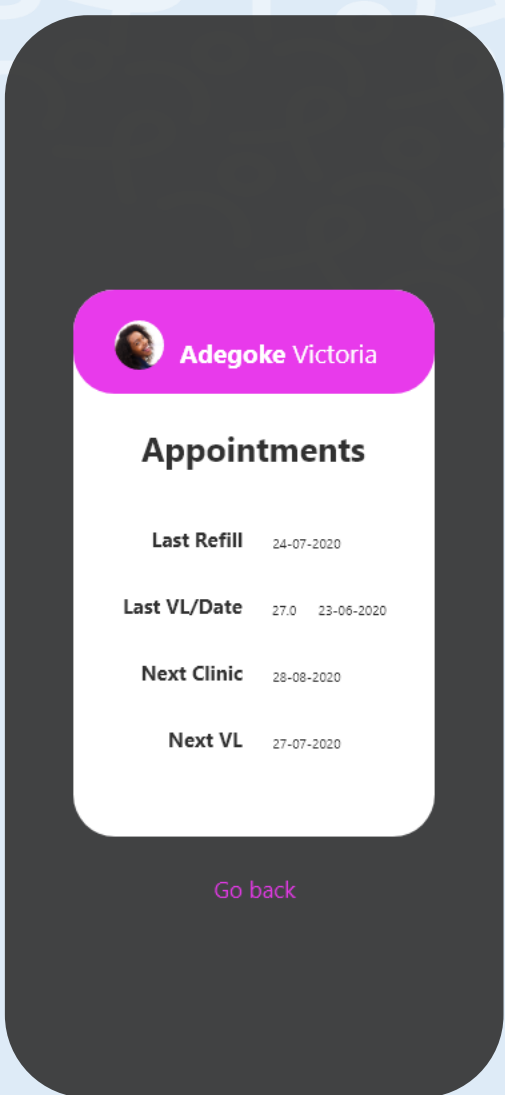 Adegoke Victoria
Appointments
Last Refill 24-07-2020
Last VL/Date 27.0 23-06-2020
Next Clinic 28-08-2020
Next VL 27-07-2020
Go back